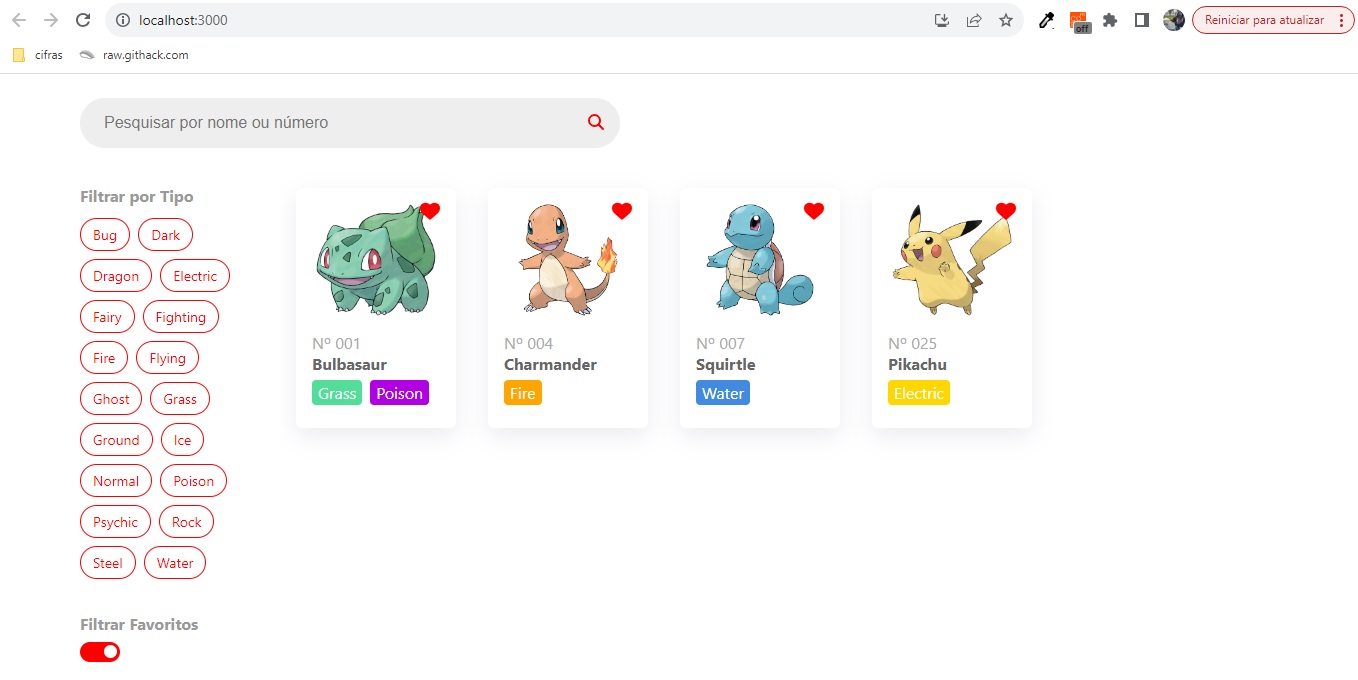 localhost:3000
off
Reiniciar para atualizar
cifras
raw.githack.com
Pesquisar por nome ou número
Filtrar por Tipo
Bug Dark
Dragon Electric
Fairy Fighting
Fire Flying
Ghost Grass
Ground Ice
Normal Poison
Psychic Rock
Steel Water
Filtrar Favoritos
Nº 001
Bulbasaur
Grass Poison
Nº 004
Charmander
Fire
Nº 007
Squirtle
Water
Nº 025
Pikachu
Electric